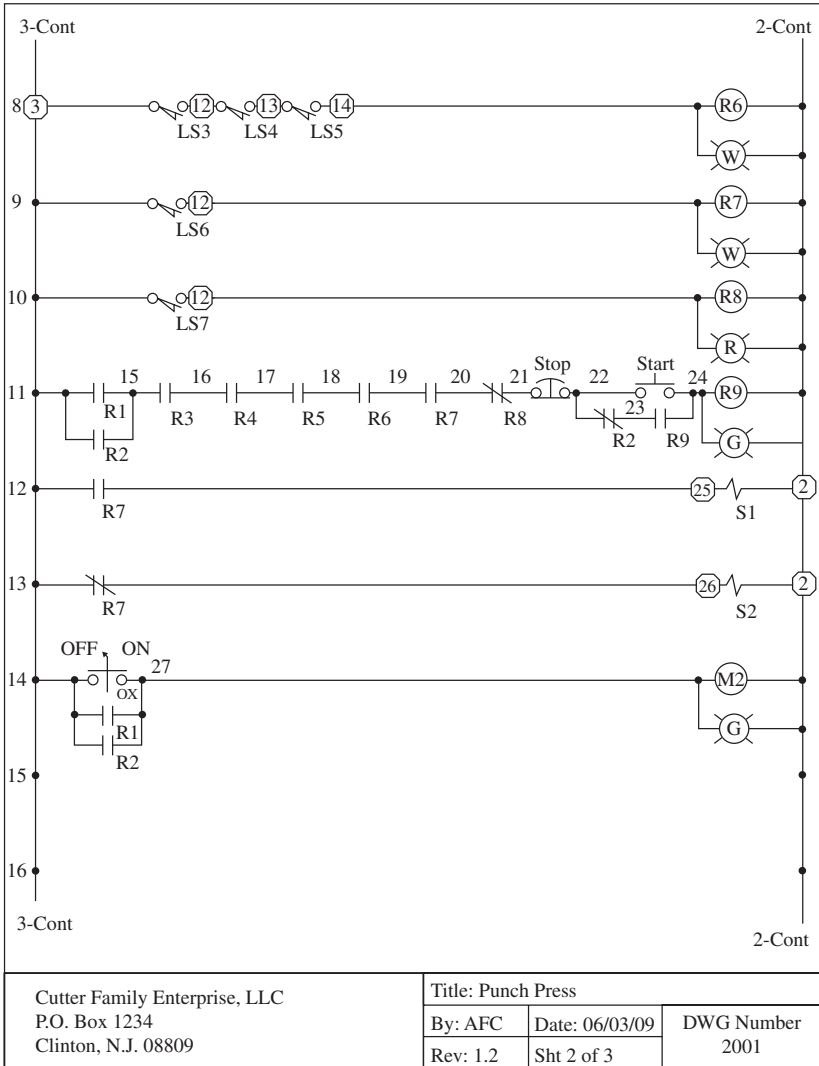 3-Cont 2-Cont
8 3 12 13 14 R6
LS3 LS4 LS5
W
9 12 R7
LS6
W
10 12 R8
LS7
R
Stop Start
15 16 17 18 19 20 21 22 24
11 R9
23
R1 R3 R4 R5 R6 R7 R8 R2 R9
R2
G
12 25 2
R7 S1
13 26 2
R7 S2
OFF ON
27
14 M2
OX
R1
G
R2
15
16
3-Cont
2-Cont
Cutter Family Enterprise, LLC
P.O. Box 1234
Clinton, N.J. 08809
Title: Punch Press
By: AFC Date: 06/03/09
Rev: 1.2 Sht 2 of 3
DWG Number
2001